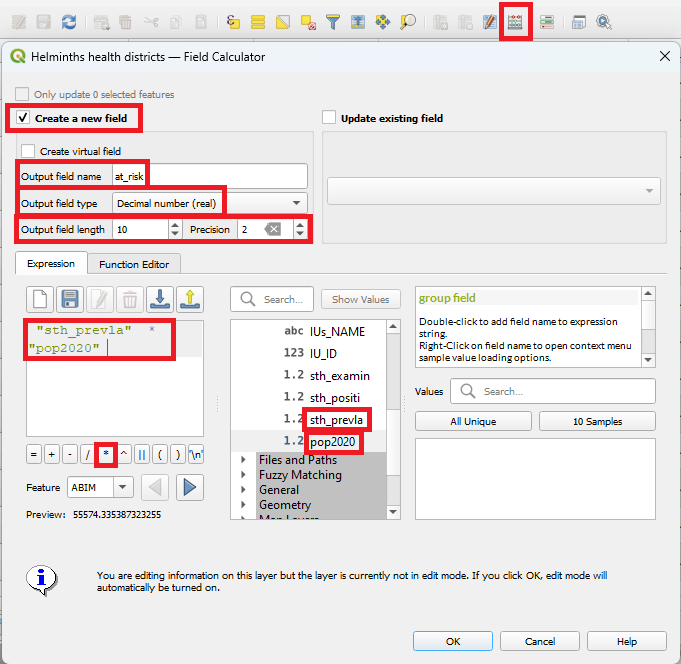 Helminths health districts — Field Calculator
Only update 0 selected features
Create a new field
Update existing field
Create virtual field
Output field name at_risk
Output field type Decimal number (real)
Output field length 10 Precision 2
Expression Function Editor
Search... Show Values
group field
Double-click to add field name to expression
string.
Right-Click on field name to open context menu
sample value loading options.
"sth_prevla" *
"pop2020"
abc IUs_NAME
123 IU_ID
1.2 sth_examin
1.2 sth_positi
1.2 sth_prevla
1.2 pop2020
Files and Paths
Fuzzy Matching
General
Geometry
Map Layers
Values Search...
All Unique 10 Samples
= + - / * ^ || ( ) '\n'
Feature ABIM
Preview: 55574.335387323255
You are editing information on this layer but the layer is currently not in edit mode. If you click OK, edit mode will
automatically be turned on.
OK Cancel Help